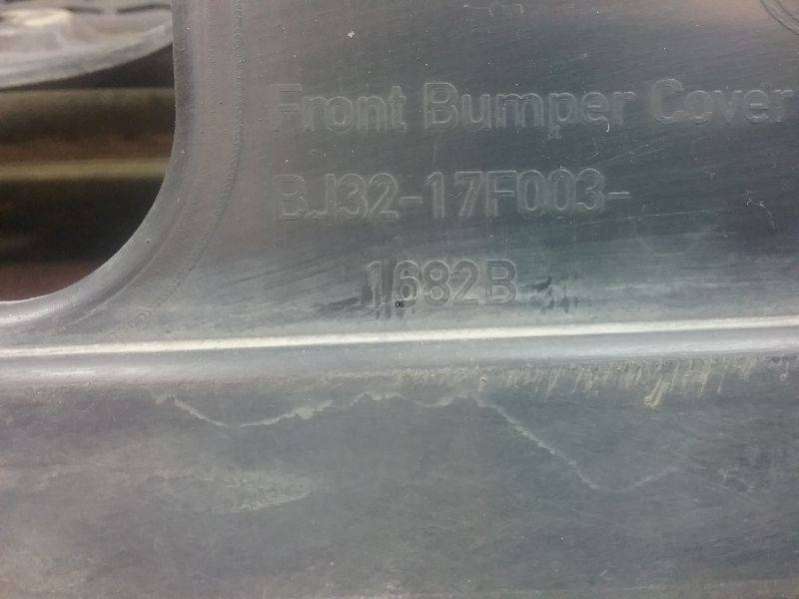 Front Bumper Cover
BJ32-17F003-
1682B